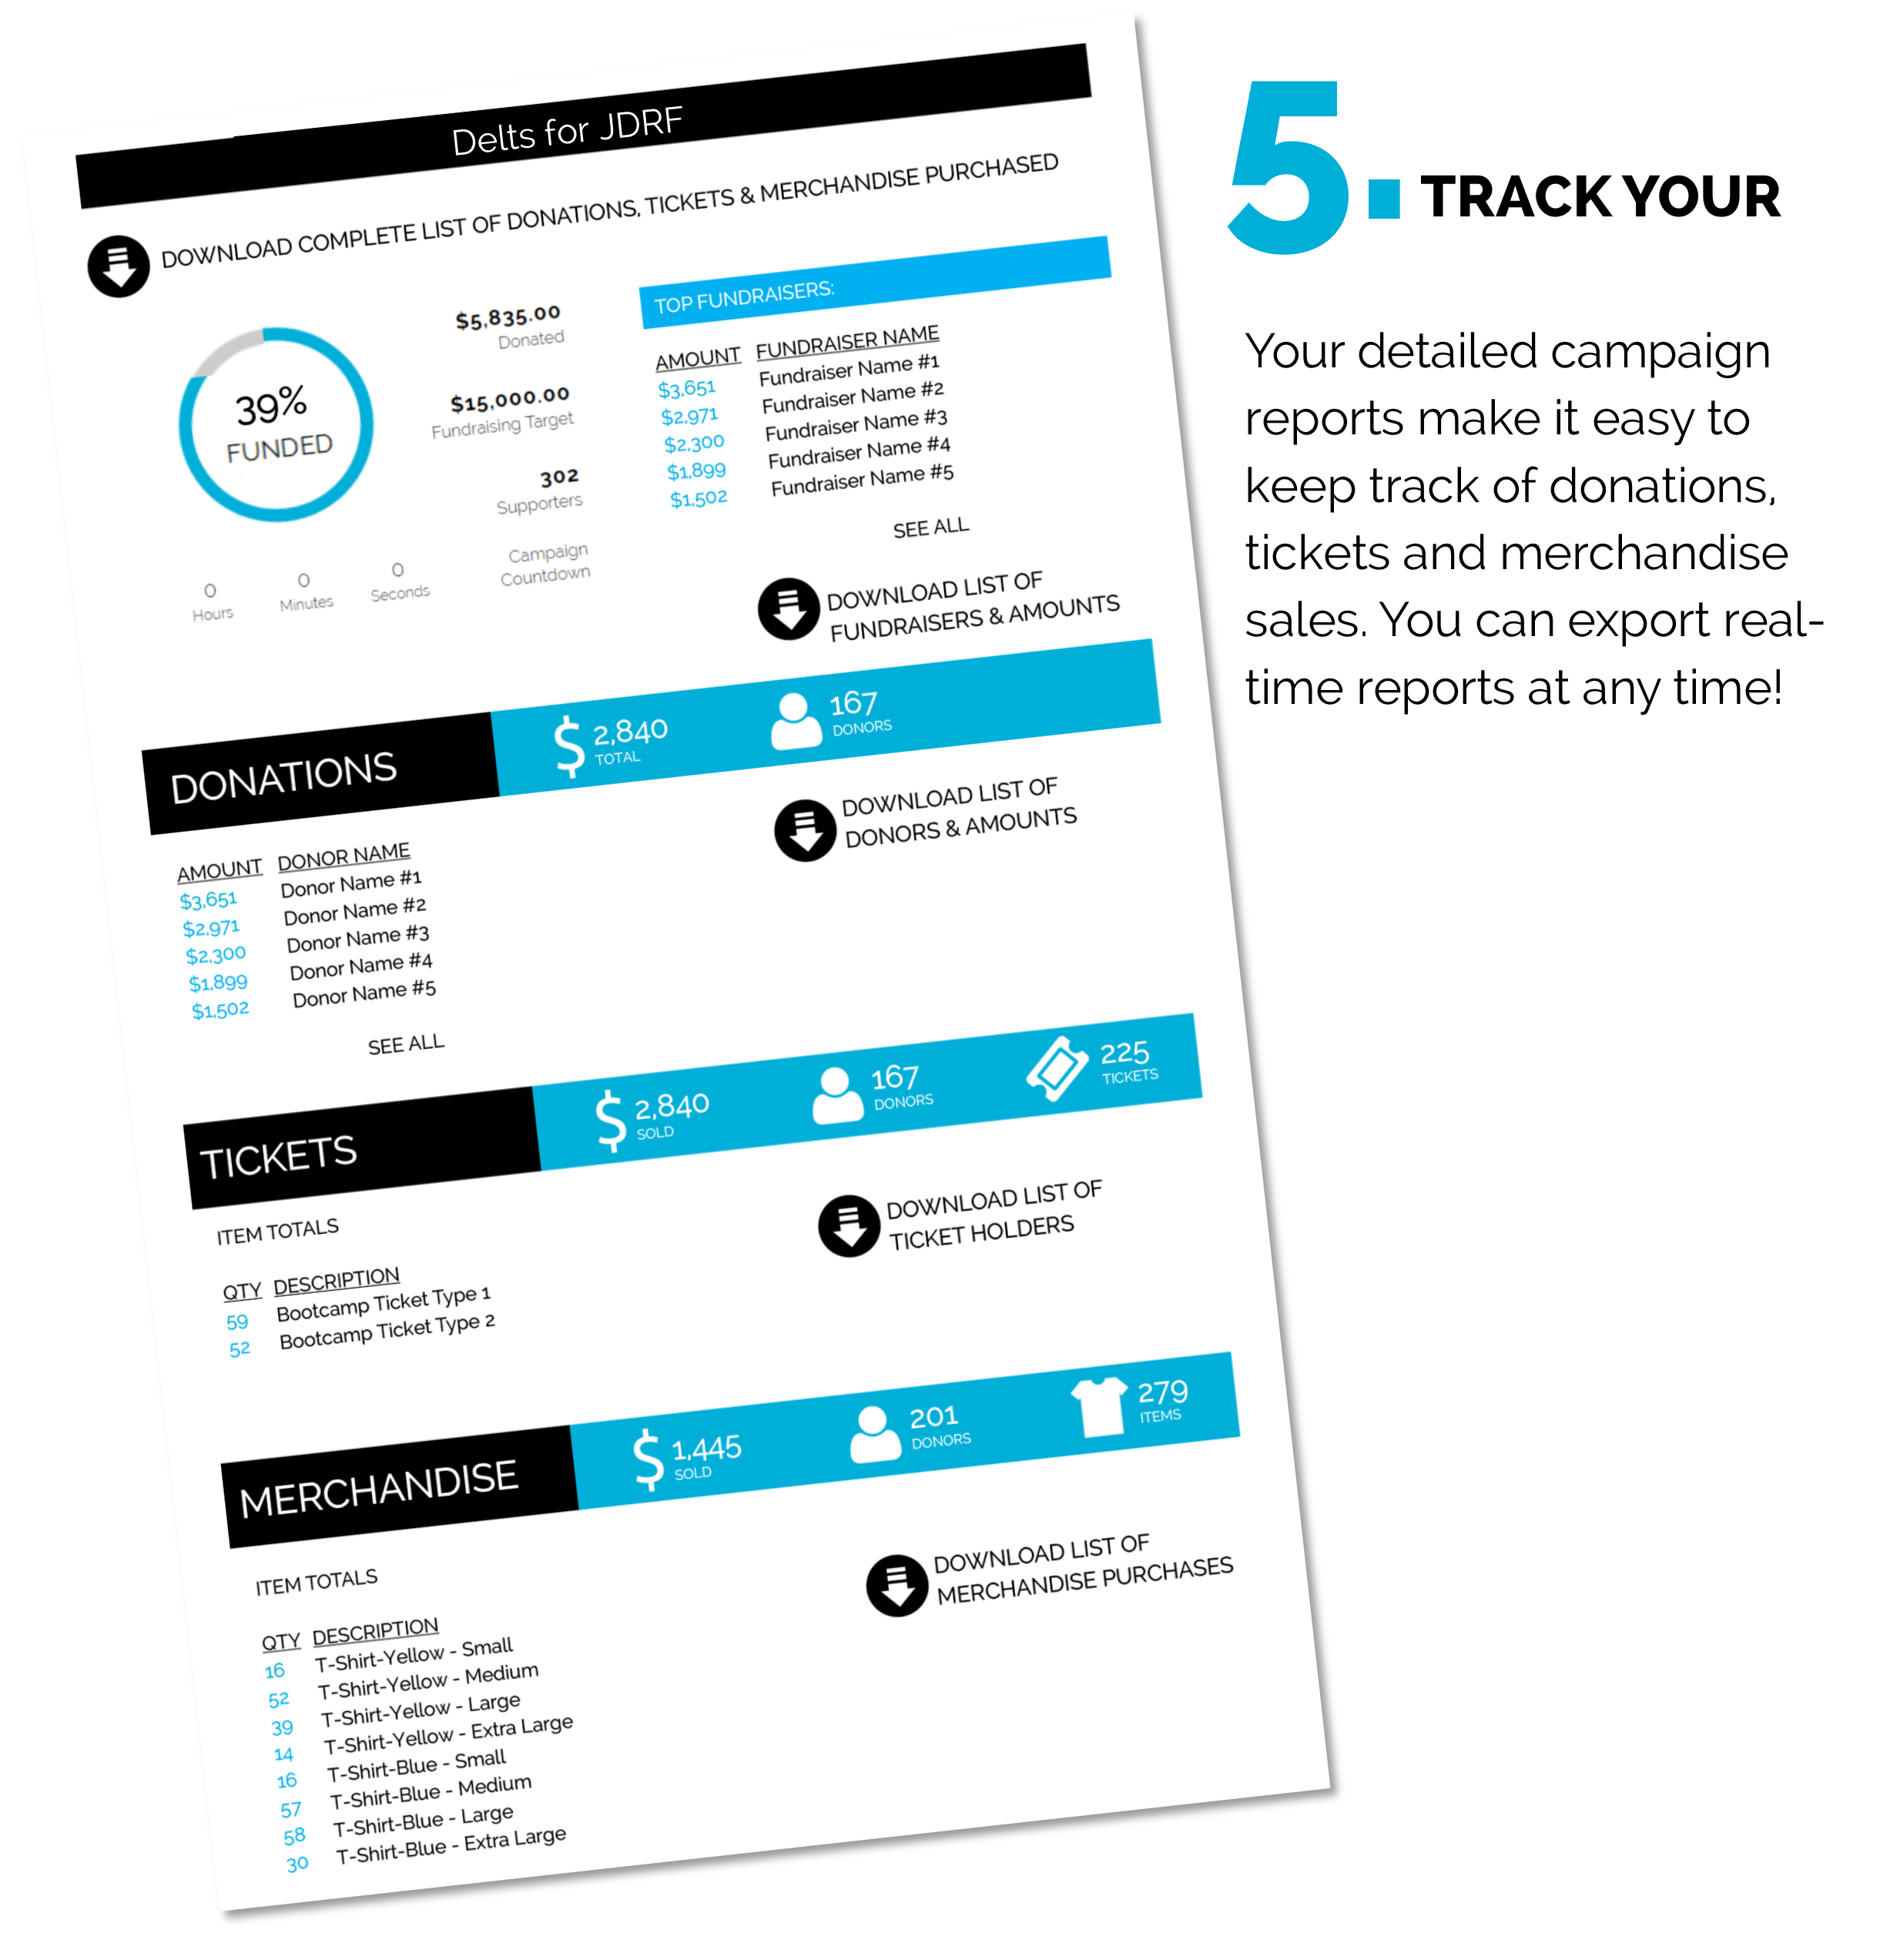 Delts for JDRF
DOWNLOAD COMPLETE LIST OF DONATIONS, TICKETS & MERCHANDISE PURCHASED
39%
FUNDED
$5,835.00
Donated
$15,000.00
Fundraising Target
302
Supporters
0 0 0
Hours Minutes Seconds
Campaign
Countdown
TOP FUNDRAISERS:
AMOUNT FUNDRAISER NAME
$3,651 Fundraiser Name #1
$2,971 Fundraiser Name #2
$2,300 Fundraiser Name #3
$1,899 Fundraiser Name #4
$1,502 Fundraiser Name #5
SEE ALL
DOWNLOAD LIST OF
FUNDRAISERS & AMOUNTS
DONATIONS
$ 2,840
TOTAL
167
DONORS
DOWNLOAD LIST OF
DONORS & AMOUNTS
AMOUNT DONOR NAME
$3,651 Donor Name #1
$2,971 Donor Name #2
$2,300 Donor Name #3
$1,899 Donor Name #4
$1,502 Donor Name #5
SEE ALL
TICKETS
$ 2,840
SOLD
167
DONORS
225
TICKETS
ITEM TOTALS
DOWNLOAD LIST OF
TICKET HOLDERS
QTY DESCRIPTION
59 Bootcamp Ticket Type 1
52 Bootcamp Ticket Type 2
MERCHANDISE
$ 1,445
SOLD
201
DONORS
279
ITEMS
ITEM TOTALS
DOWNLOAD LIST OF
MERCHANDISE PURCHASES
QTY DESCRIPTION
16 T-Shirt-Yellow - Small
52 T-Shirt-Yellow - Medium
39 T-Shirt-Yellow - Large
14 T-Shirt-Yellow - Extra Large
16 T-Shirt-Blue - Small
57 T-Shirt-Blue - Medium
58 T-Shirt-Blue - Large
30 T-Shirt-Blue - Extra Large
5. TRACK YOUR
Your detailed campaign
reports make it easy to
keep track of donations,
tickets and merchandise
sales. You can export real-
time reports at any time!